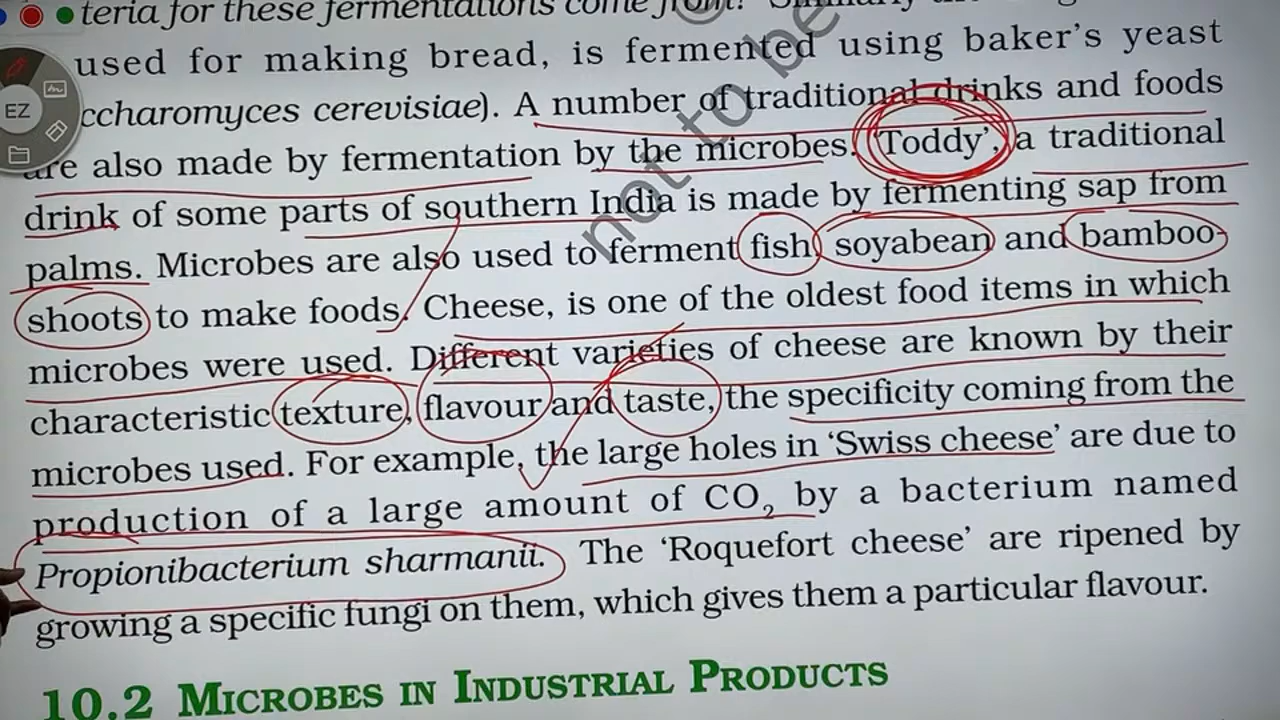 teria for these fermentations come from? Similarly
used for making bread, is fermented using baker's yeast
ccharomyces cerevisiae). A number of traditional drinks and foods
are also made by fermentation by the microbes. 'Toddy', a traditional
drink of some parts of southern India is made by fermenting sap from
palms. Microbes are also used to ferment fish, soyabean and bamboo-
shoots to make foods. Cheese, is one of the oldest food items in which
microbes were used. Different varieties of cheese are known by their
characteristic texture, flavour and taste, the specificity coming from the
microbes used. For example, the large holes in 'Swiss cheese' are due to
production of a large amount of CO₂ by a bacterium named
Propionibacterium sharmanii. The 'Roquefort cheese' are ripened by
growing a specific fungi on them, which gives them a particular flavour.
10.2 MICROBES IN INDUSTRIAL PRODUCTS
EZ
not to be